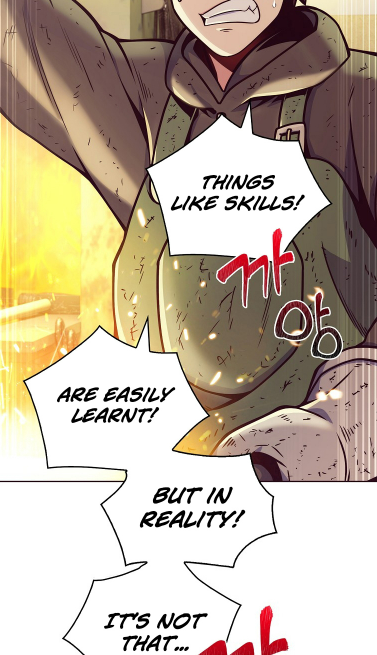 THINGS
LIKE SKILLS!
까
앙
ARE EASILY
LEARNT!
BUT IN
REALITY!
IT'S NOT
THAT...